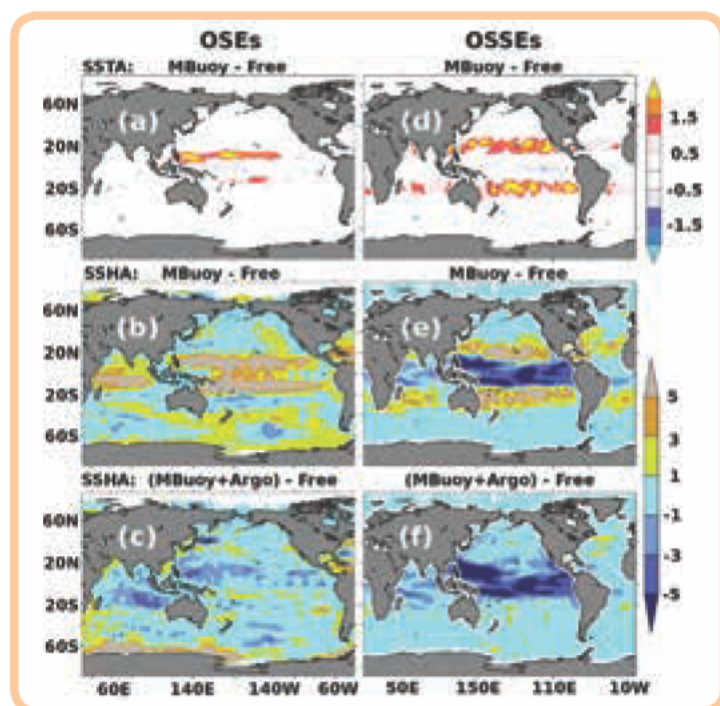 OSEs OSSEs
SSTA: MBuoy - Free MBuoy - Free
60N
20N
20S
60S
(a) (d)
1.5
0.5
-0.5
-1.5
SSHA: MBuoy - Free MBuoy - Free
60N
20N
20S
60S
(b) (e)
SSHA: (MBuoy+Argo) - Free (MBuoy+Argo) - Free
60N
20N
20S
60S
(c) (f)
5
3
1
-1
-3
-5
60E 140E 140W 60W 50E 150E 110E 10W